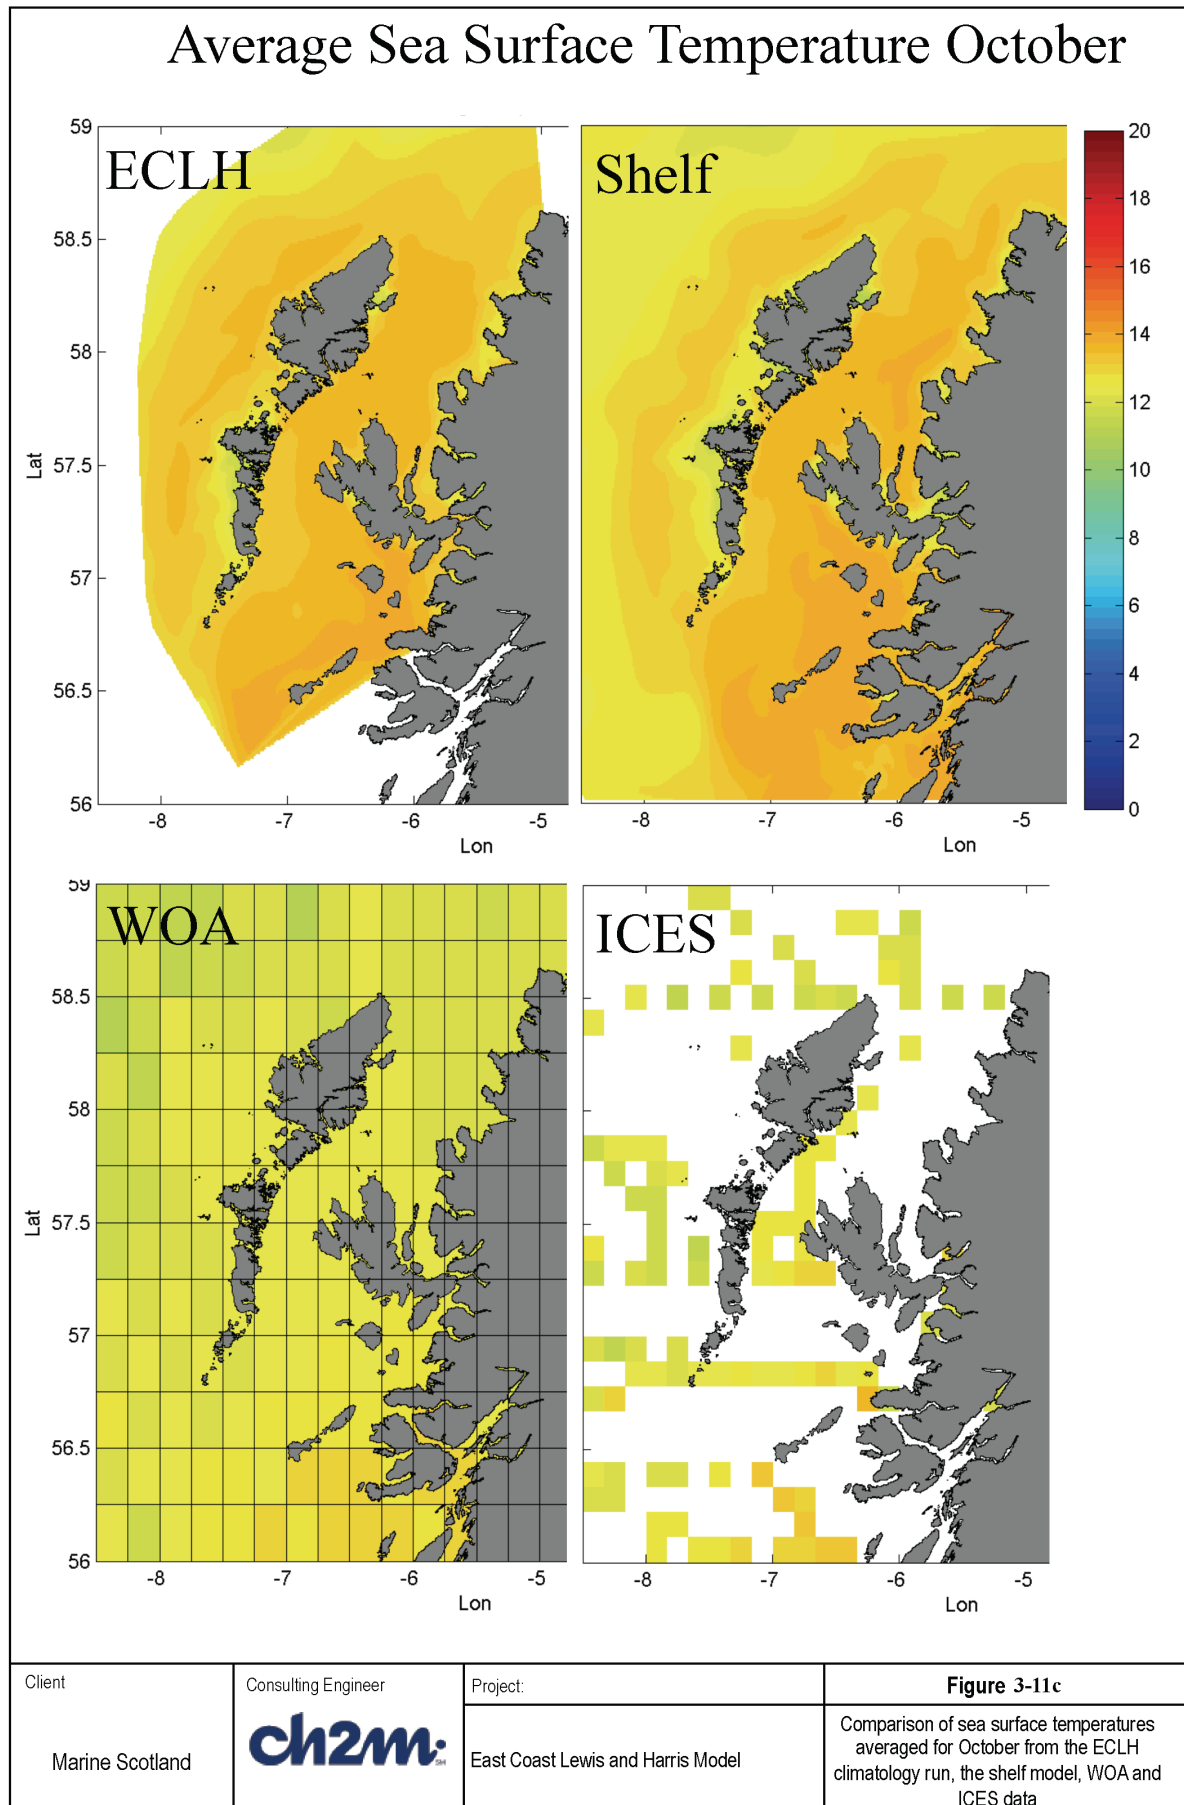 Average Sea Surface Temperature October
ECLH
59
58.5
58
57.5
57
56.5
56
Lat
-8
-7
-6
-5
Lon
Shelf
-8
-7
-6
-5
Lon
20
18
16
14
12
10
8
6
4
2
0
WOA
59
58.5
58
57.5
57
56.5
56
Lat
-8
-7
-6
-5
Lon
ICES
-8
-7
-6
-5
Lon
Client
Marine Scotland
Consulting Engineer
ch2m:
SM
Project:
East Coast Lewis and Harris Model
Figure 3-11c
Comparison of sea surface temperatures
averaged for October from the ECLH
climatology run, the shelf model, WOA and
ICES data